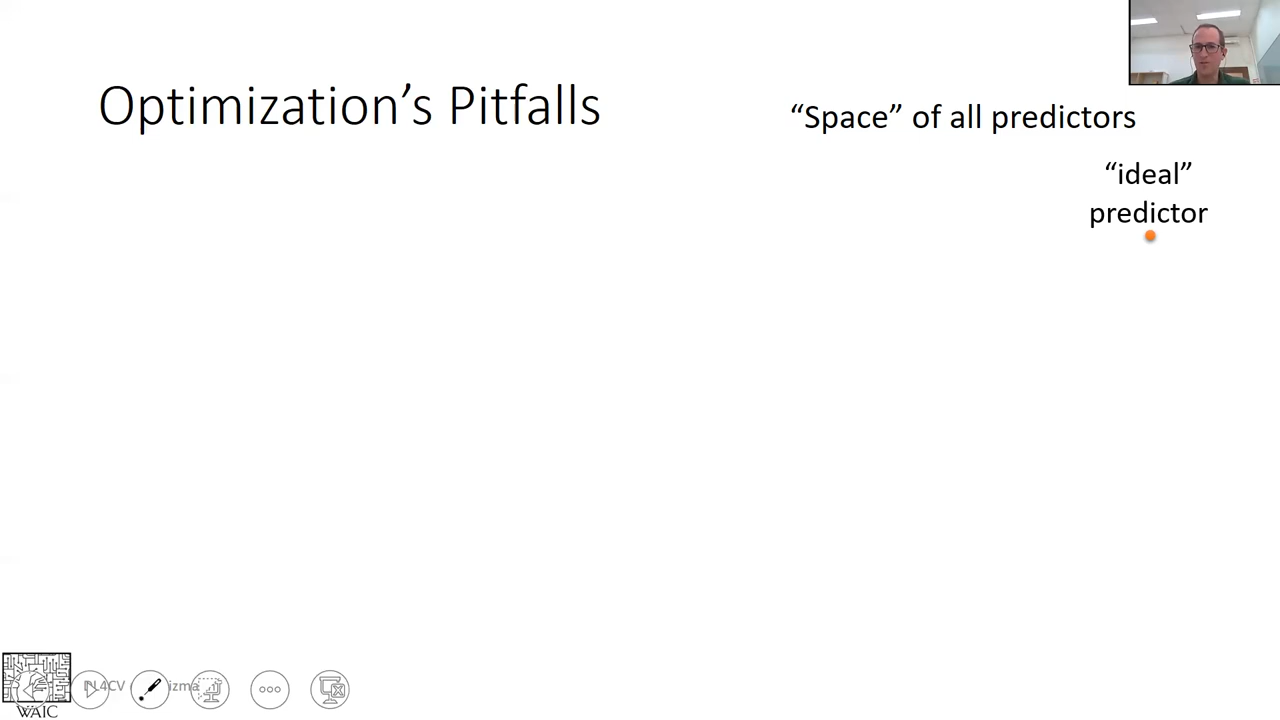 Optimization’s Pitfalls
“Space” of all predictors
“ideal”
predictor
WAIC